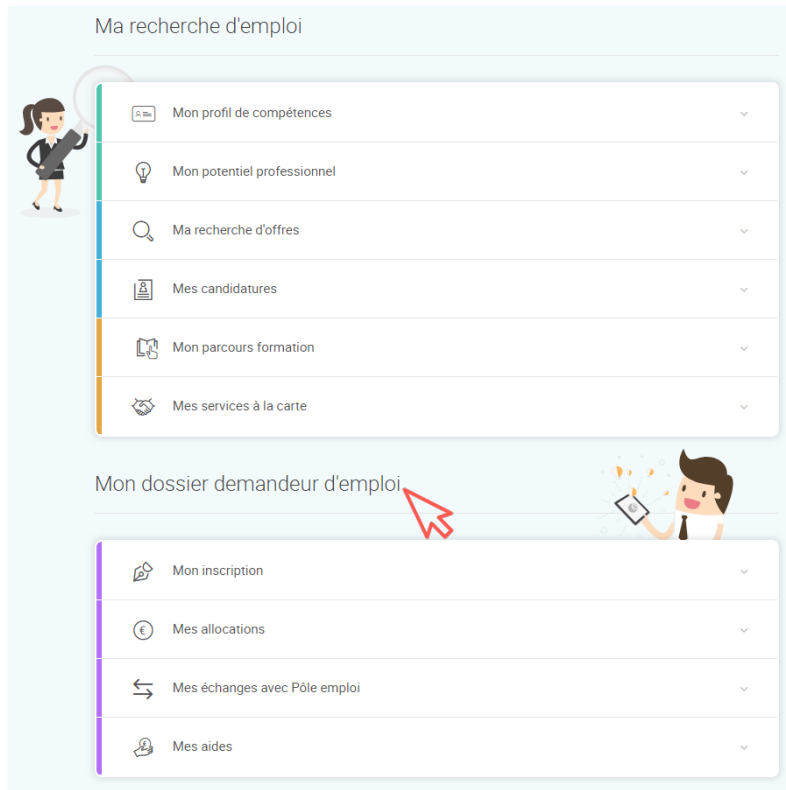 Ma recherche d'emploi
Mon profil de compétences
Mon potentiel professionnel
Ma recherche d'offres
Mes candidatures
Mon parcours formation
Mes services à la carte
Mon dossier demandeur d'emploi
Mon inscription
Mes allocations
Mes échanges avec Pôle emploi
Mes aides